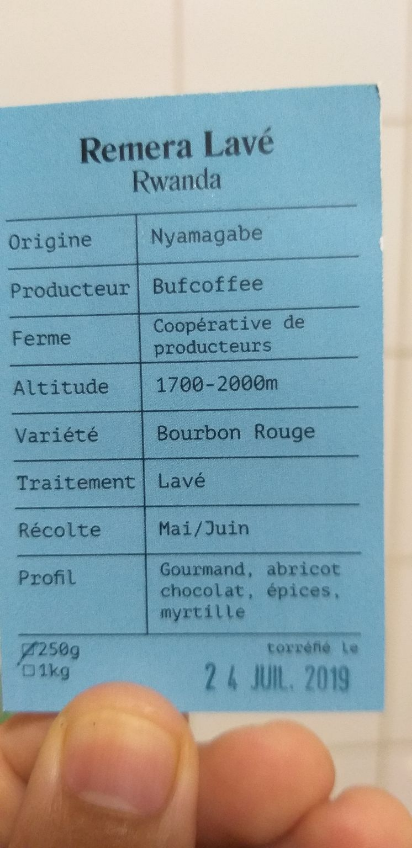 Remera Lavé
Rwanda
Origine Nyamagabe
Producteur Bufcoffee
Ferme Coopérative de
producteurs
Altitude 1700-2000m
Variété Bourbon Rouge
Traitement Lavé
Récolte Mai/Juin
Profil Gourmand, abricot
chocolat, épices,
myrtille
250g torréfié le
1kg 24 JUIL. 2019